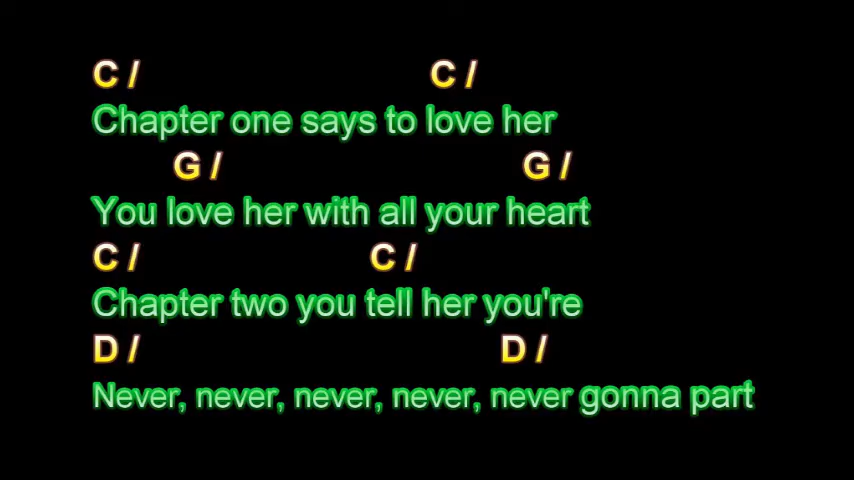 C / C /
Chapter one says to love her
G / G /
You love her with all your heart
C / C /
Chapter two you tell her you're
D / D /
Never, never, never, never, never gonna part